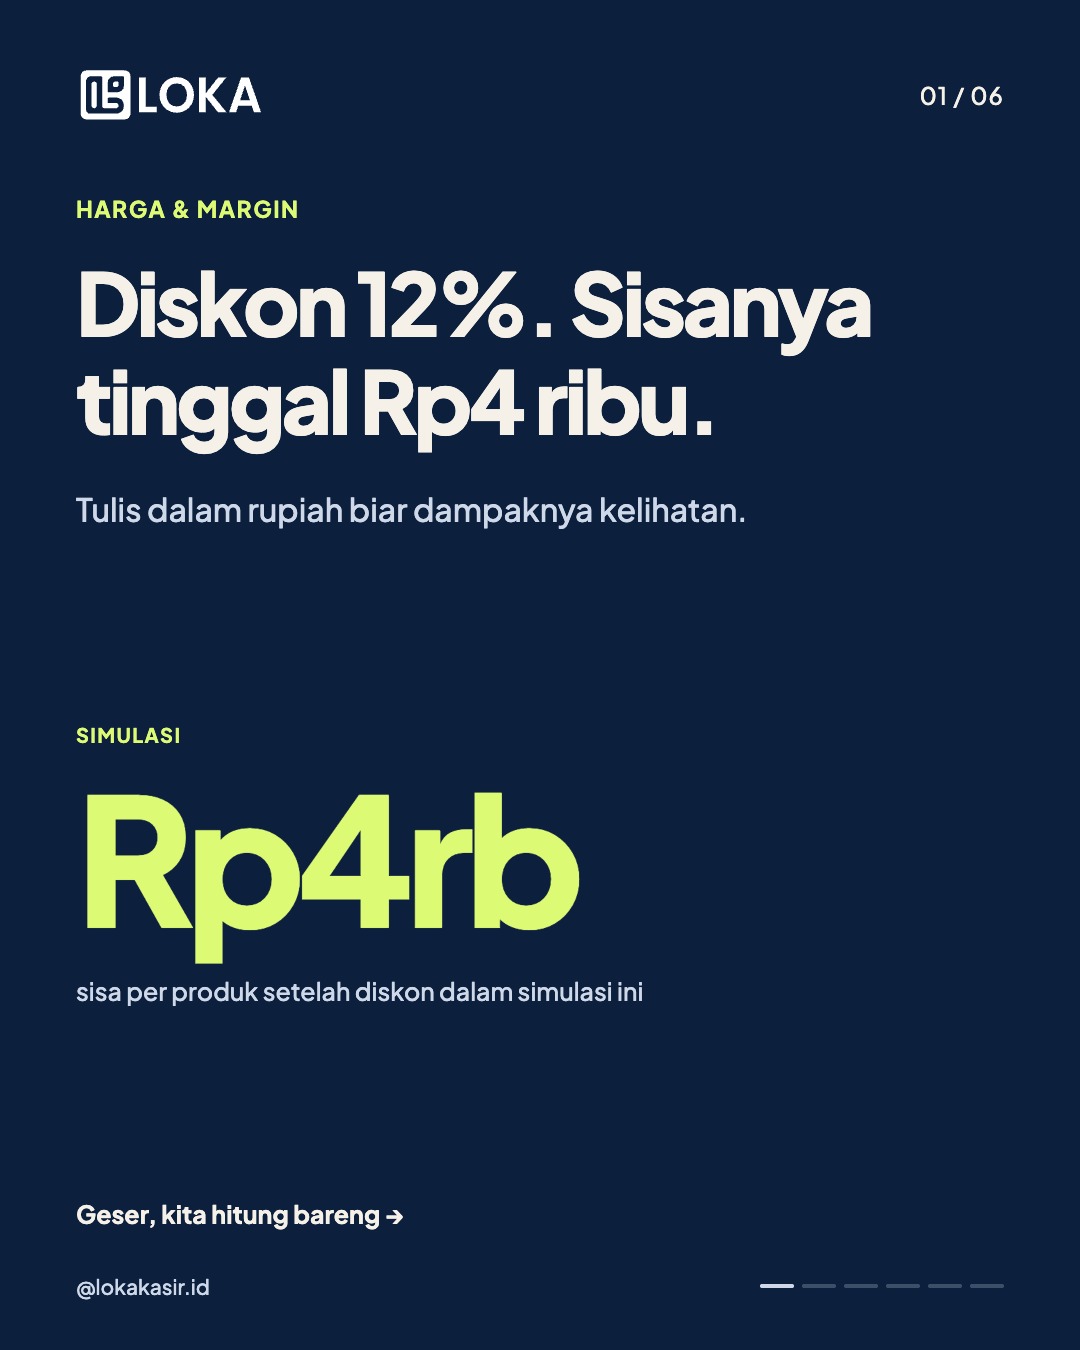 LOKA
01 / 06
HARGA & MARGIN
Diskon 12%. Sisanya
tinggal Rp4 ribu.
Tulis dalam rupiah biar dampaknya kelihatan.
SIMULASI
Rp4rb
sisa per produk setelah diskon dalam simulasi ini
Geser, kita hitung bareng →
@lokakasir.id